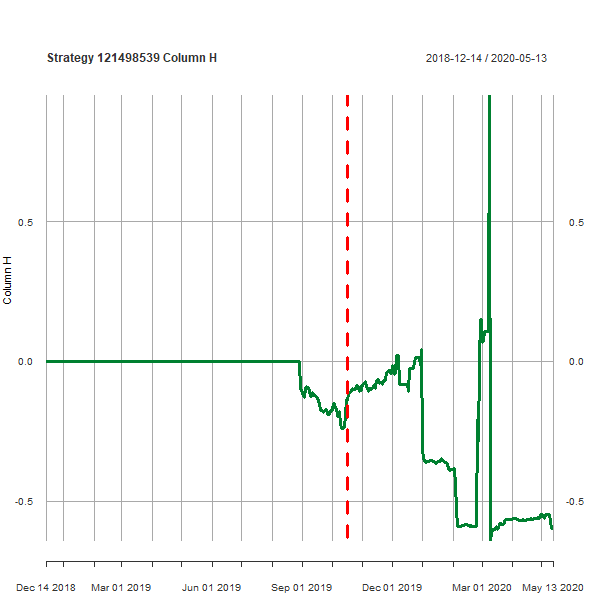 Strategy 121498539 Column H
2018-12-14 / 2020-05-13
Column H
0.5
0.5
0.0
0.0
-0.5
-0.5
Dec 14 2018
Mar 01 2019
Jun 01 2019
Sep 01 2019
Dec 01 2019
Mar 01 2020
May 13 2020